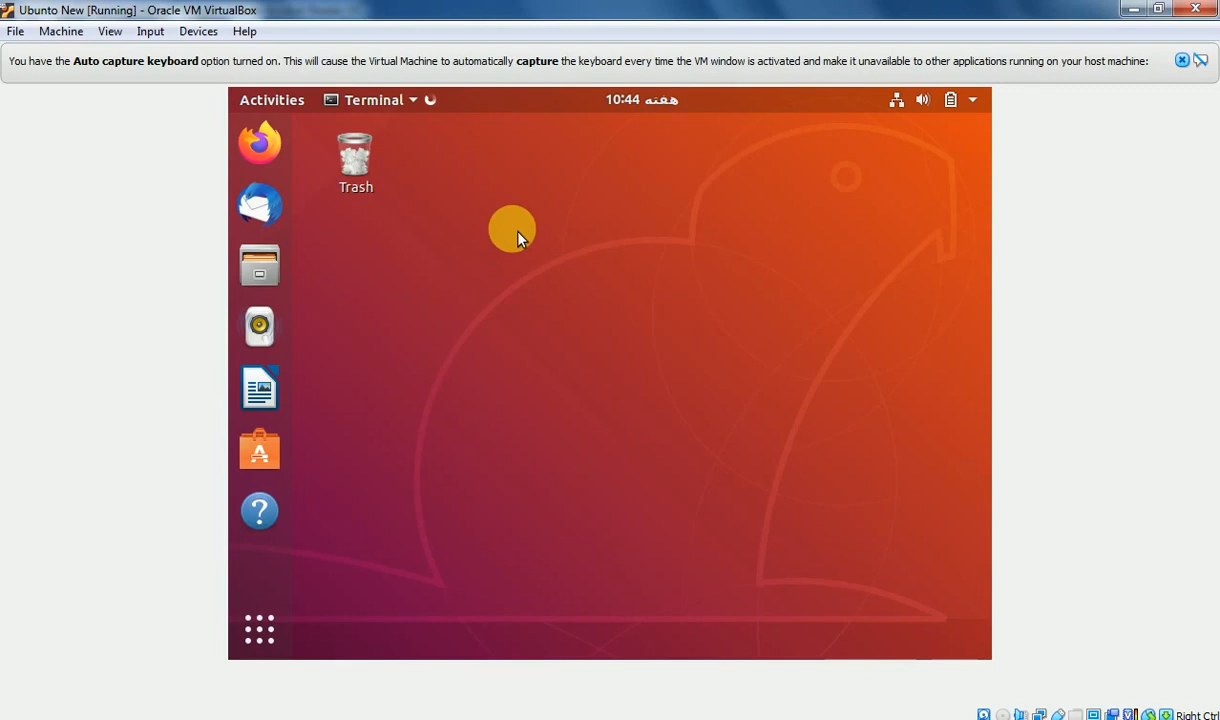 Ubunto New [Running] - Oracle VM VirtualBox
File Machine View Input Devices Help
You have the Auto capture keyboard option turned on. This will cause the Virtual Machine to automatically capture the keyboard every time the VM window is activated and make it unavailable to other applications running on your host machine:
Activities Terminal هفته 10:44
Trash
Right Ctrl